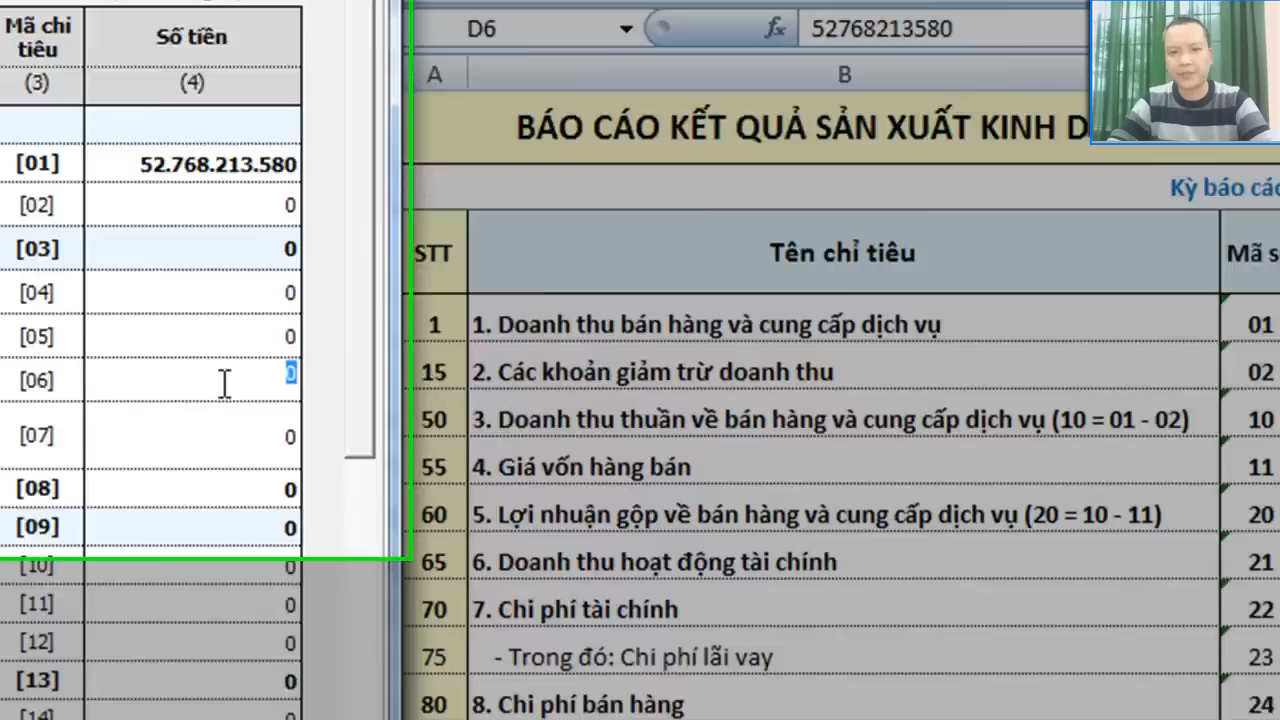 Mã chi
tiêu
Số tiền
(3)
(4)
[01]
52.768.213.580
[02]
0
[03]
0
[04]
0
[05]
0
[06]
0
[07]
0
[08]
0
[09]
0
[10]
0
[11]
0
[12]
0
[13]
0
[14]
0
D6
fx
52768213580
A
B
BÁO CÁO KẾT QUẢ SẢN XUẤT KINH D
Kỳ báo các
STT
Tên chỉ tiêu
Mã s
1
1. Doanh thu bán hàng và cung cấp dịch vụ
01
15
2. Các khoản giảm trừ doanh thu
02
50
3. Doanh thu thuần về bán hàng và cung cấp dịch vụ (10 = 01 - 02)
10
55
4. Giá vốn hàng bán
11
60
5. Lợi nhuận gộp về bán hàng và cung cấp dịch vụ (20 = 10 - 11)
20
65
6. Doanh thu hoạt động tài chính
21
70
7. Chi phí tài chính
22
75
- Trong đó: Chi phí lãi vay
23
80
8. Chi phí bán hàng
24